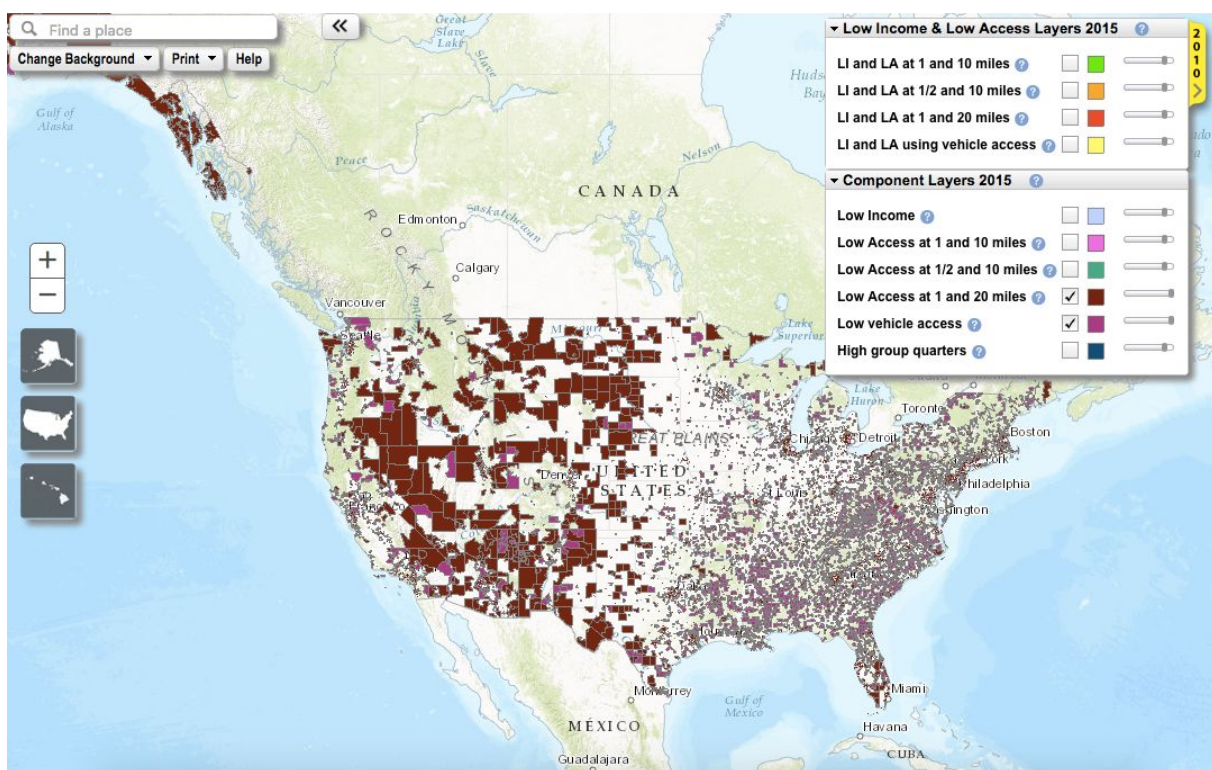 Find a place
Change Background
Print
Help
«
Low Income & Low Access Layers 2015 ?
LI and LA at 1 and 10 miles ?
LI and LA at 1/2 and 10 miles ?
LI and LA at 1 and 20 miles ?
LI and LA using vehicle access ?
2010
Component Layers 2015 ?
Low Income ?
Low Access at 1 and 10 miles ?
Low Access at 1/2 and 10 miles ?
Low Access at 1 and 20 miles ?
Low vehicle access ?
High group quarters ?
+
−
Great
Slave
Lake
Slave
Gulf of
Alaska
Peace
Nelson
CANADA
Edmonton
Saskatchewan
ROCKY
Calgary
Vancouver
Seattle
Missouri
Lake
Superior
Lake
Huron
Toronto
Boston
Detroit
GREAT PLAINS
Denver
UNITED
STATES
Philadelphia
Miami
Monterrey
Gulf of
Mexico
MÉXICO
Havana
CUBA
Guadalajara